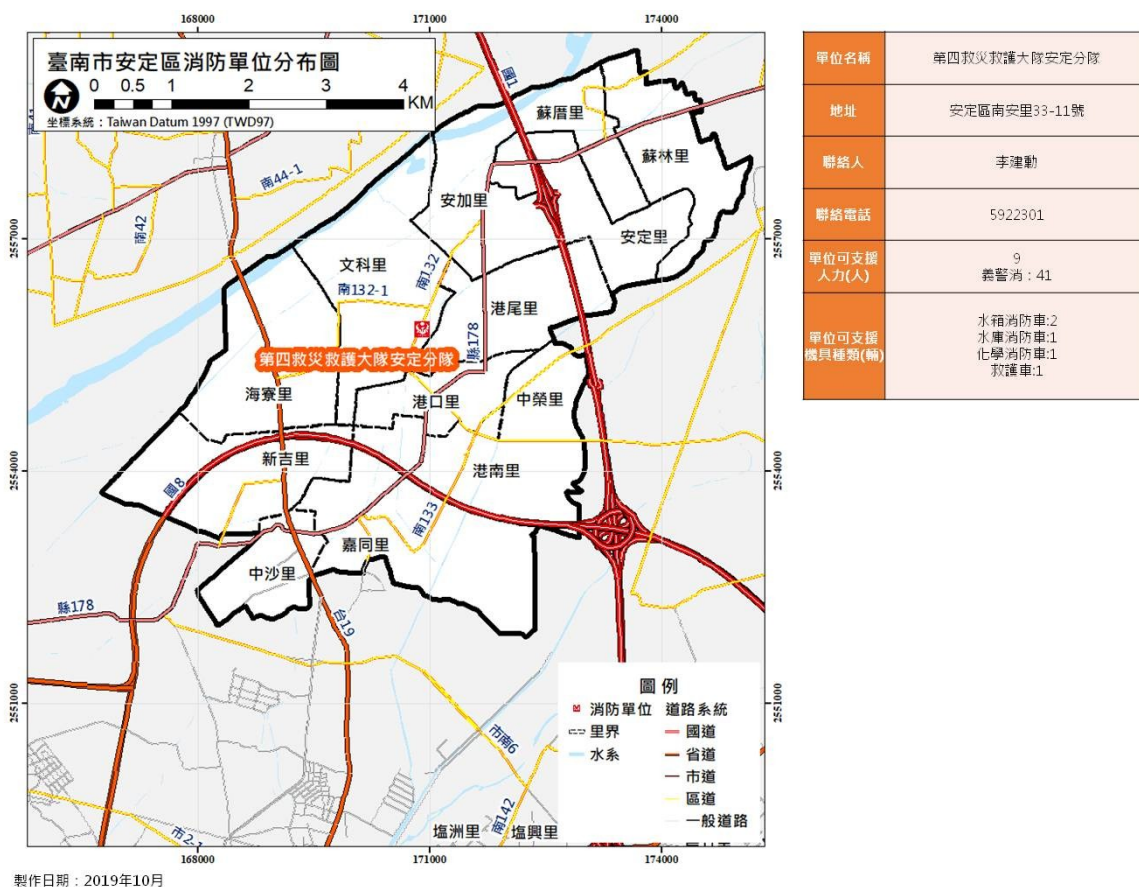 168000
171000
174000
臺南市安定區消防單位分布圖
0 0.5 1 2 3 4
KM
坐標系統：Taiwan Datum 1997 (TWD97)
N
國1
蘇厝里
蘇林里
南44-1
安加里
南42
2557000
2557000
安定里
文科里
南132
南132-1
港尾里
縣178
第四救災救護大隊安定分隊
海寮里
港口里
中榮里
2554000
2554000
新吉里
港南里
國8
南133
嘉同里
中沙里
縣178
台19
2551000
2551000
市南6
南142
塩洲里
塩興里
市2-1
圖例
消防單位 道路系統
里界 國道
水系 省道
市道
區道
一般道路
168000
171000
174000
製作日期：2019年10月
單位名稱 第四救災救護大隊安定分隊
地址 安定區南安里33-11號
聯絡人 李建勳
聯絡電話 5922301
單位可支援
人力(人)
9
義警消：41
單位可支援
機具種類(輛)
水箱消防車:2
水庫消防車:1
化學消防車:1
救護車:1